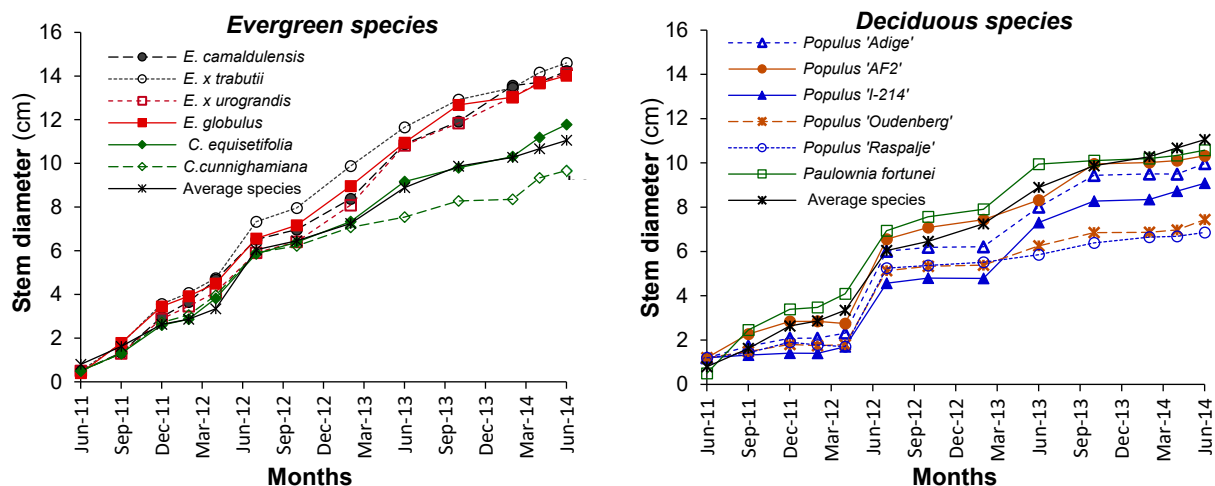 Evergreen species
Stem diameter (cm)
16
14
12
10
8
6
4
2
0
E. camaldulensis
E. x trabutii
E. x urograndis
E. globulus
C. equisetifolia
C.cunnighamiana
Average species
Jun-11
Sep-11
Dec-11
Mar-12
Jun-12
Sep-12
Dec-12
Mar-13
Jun-13
Sep-13
Dec-13
Mar-14
Jun-14
Months
Deciduous species
Stem diameter (cm)
16
14
12
10
8
6
4
2
0
Populus 'Adige'
Populus 'AF2'
Populus 'I-214'
Populus 'Oudenberg'
Populus 'Raspalje'
Paulownia fortunei
Average species
Jun-11
Sep-11
Dec-11
Mar-12
Jun-12
Sep-12
Dec-12
Mar-13
Jun-13
Sep-13
Dec-13
Mar-14
Jun-14
Months